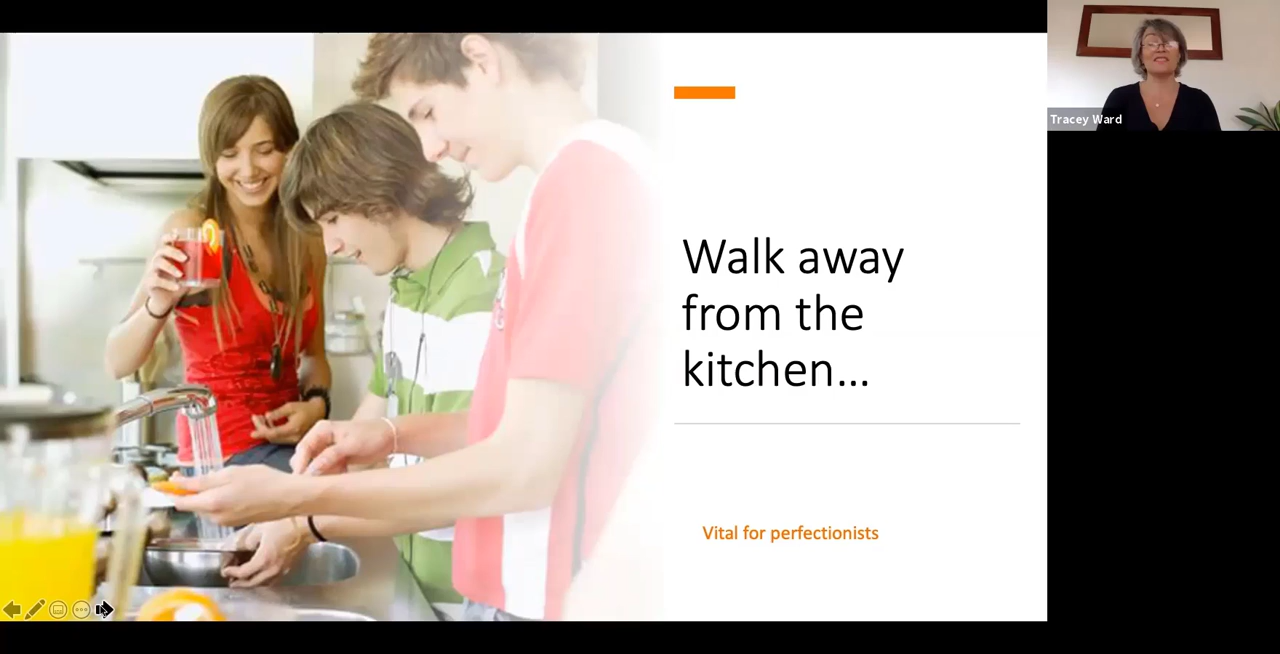 Tracey Ward
Walk away
from the
kitchen...
Vital for perfectionists